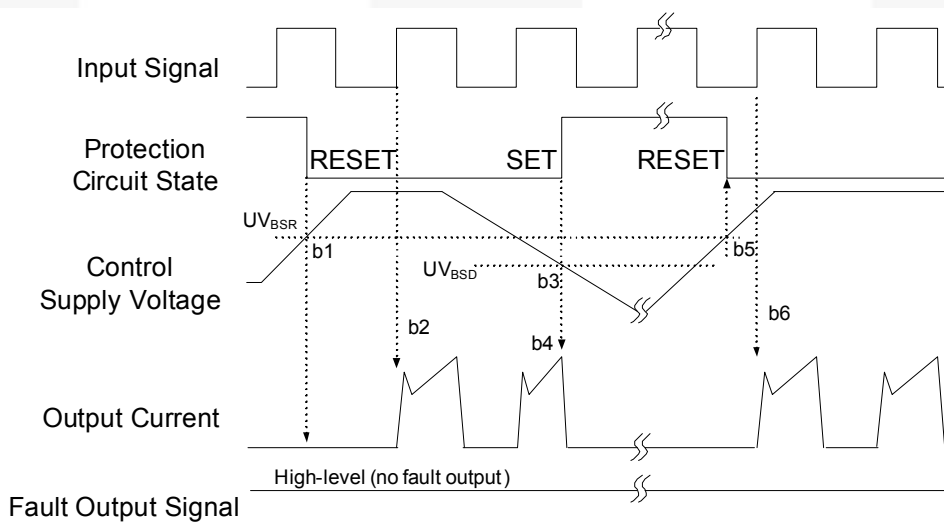 Input Signal
Protection
Circuit State
RESET
SET
RESET
UVBSR
b1
b5
Control
Supply Voltage
UVBSD
b3
b2
b4
b6
Output Current
High-level (no fault output)
Fault Output Signal